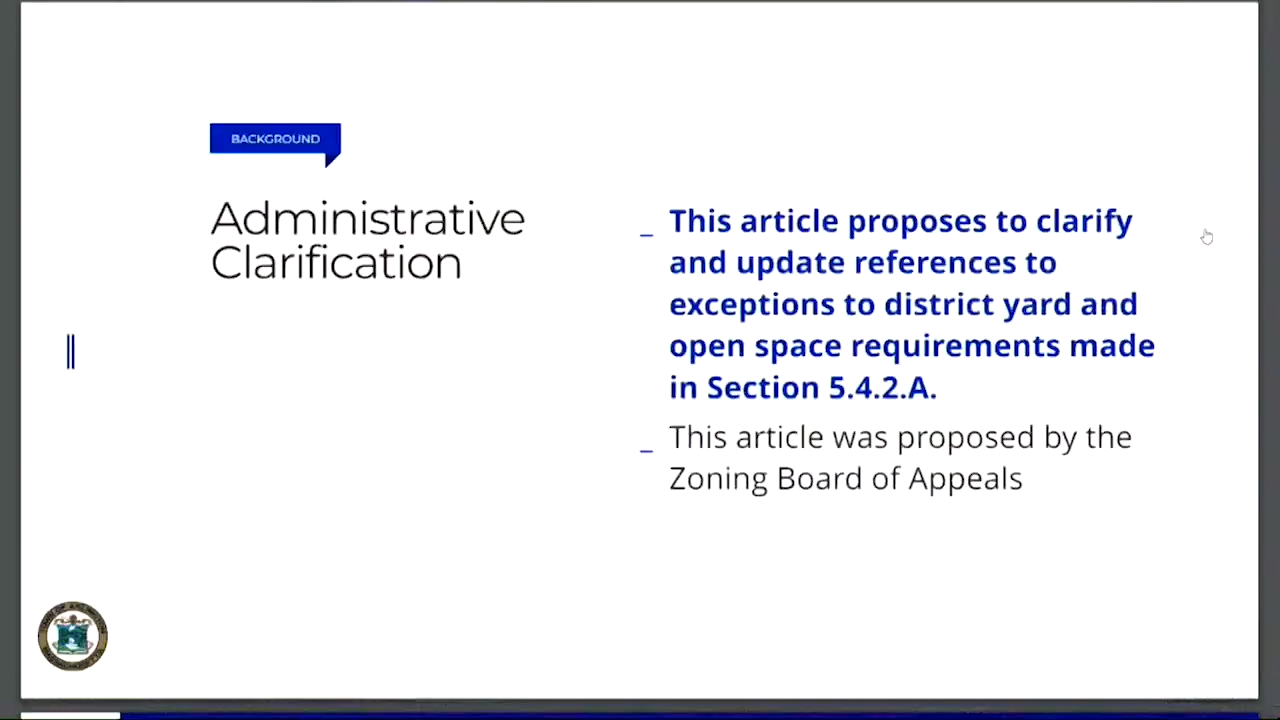 BACKGROUND
Administrative
Clarification
_ This article proposes to clarify
and update references to
exceptions to district yard and
open space requirements made
in Section 5.4.2.A.
_ This article was proposed by the
Zoning Board of Appeals